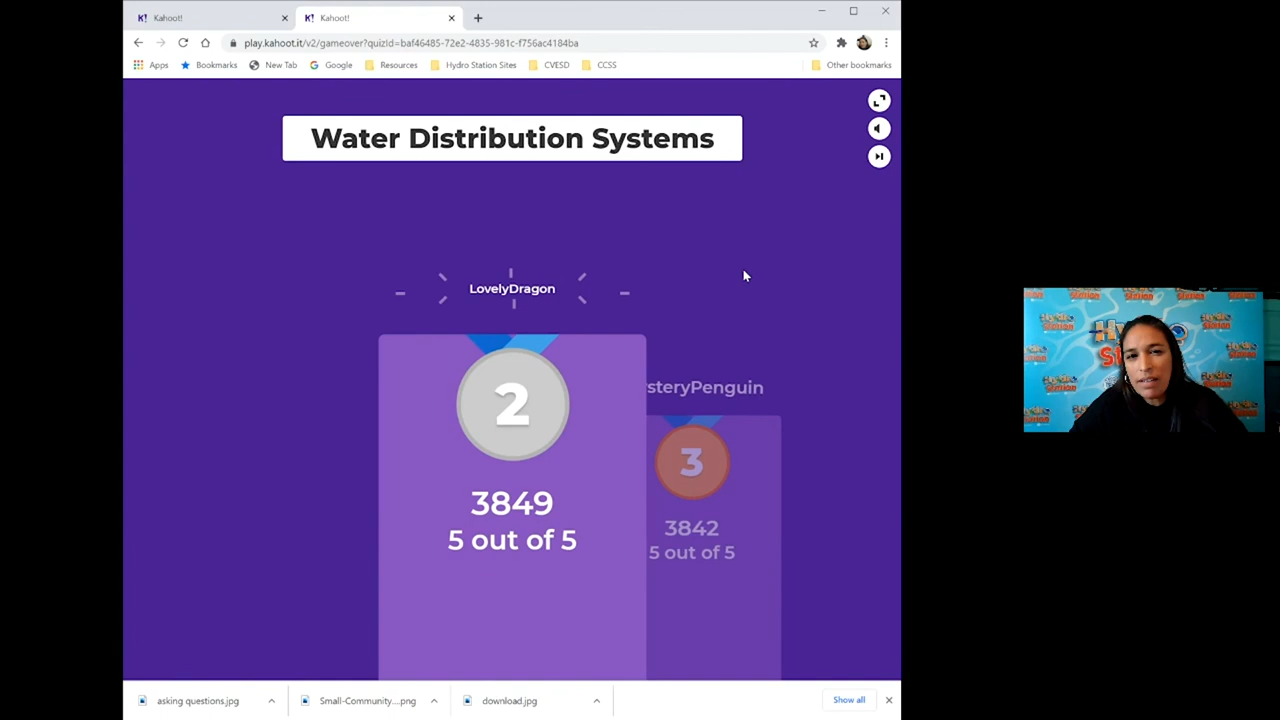 K! Kahoot!
K! Kahoot!
play.kahoot.it/v2/gameover?quizId=baf46485-72e2-4835-981c-f756ac4184ba
Apps Bookmarks New Tab Google Resources Hydro Station Sites CVESD CCSS Other bookmarks
Water Distribution Systems
LovelyDragon
2
3849
5 out of 5
steryPenguin
3
3842
5 out of 5
Hydro
Station
asking questions.jpg
Small-Community....png
download.jpg
Show all